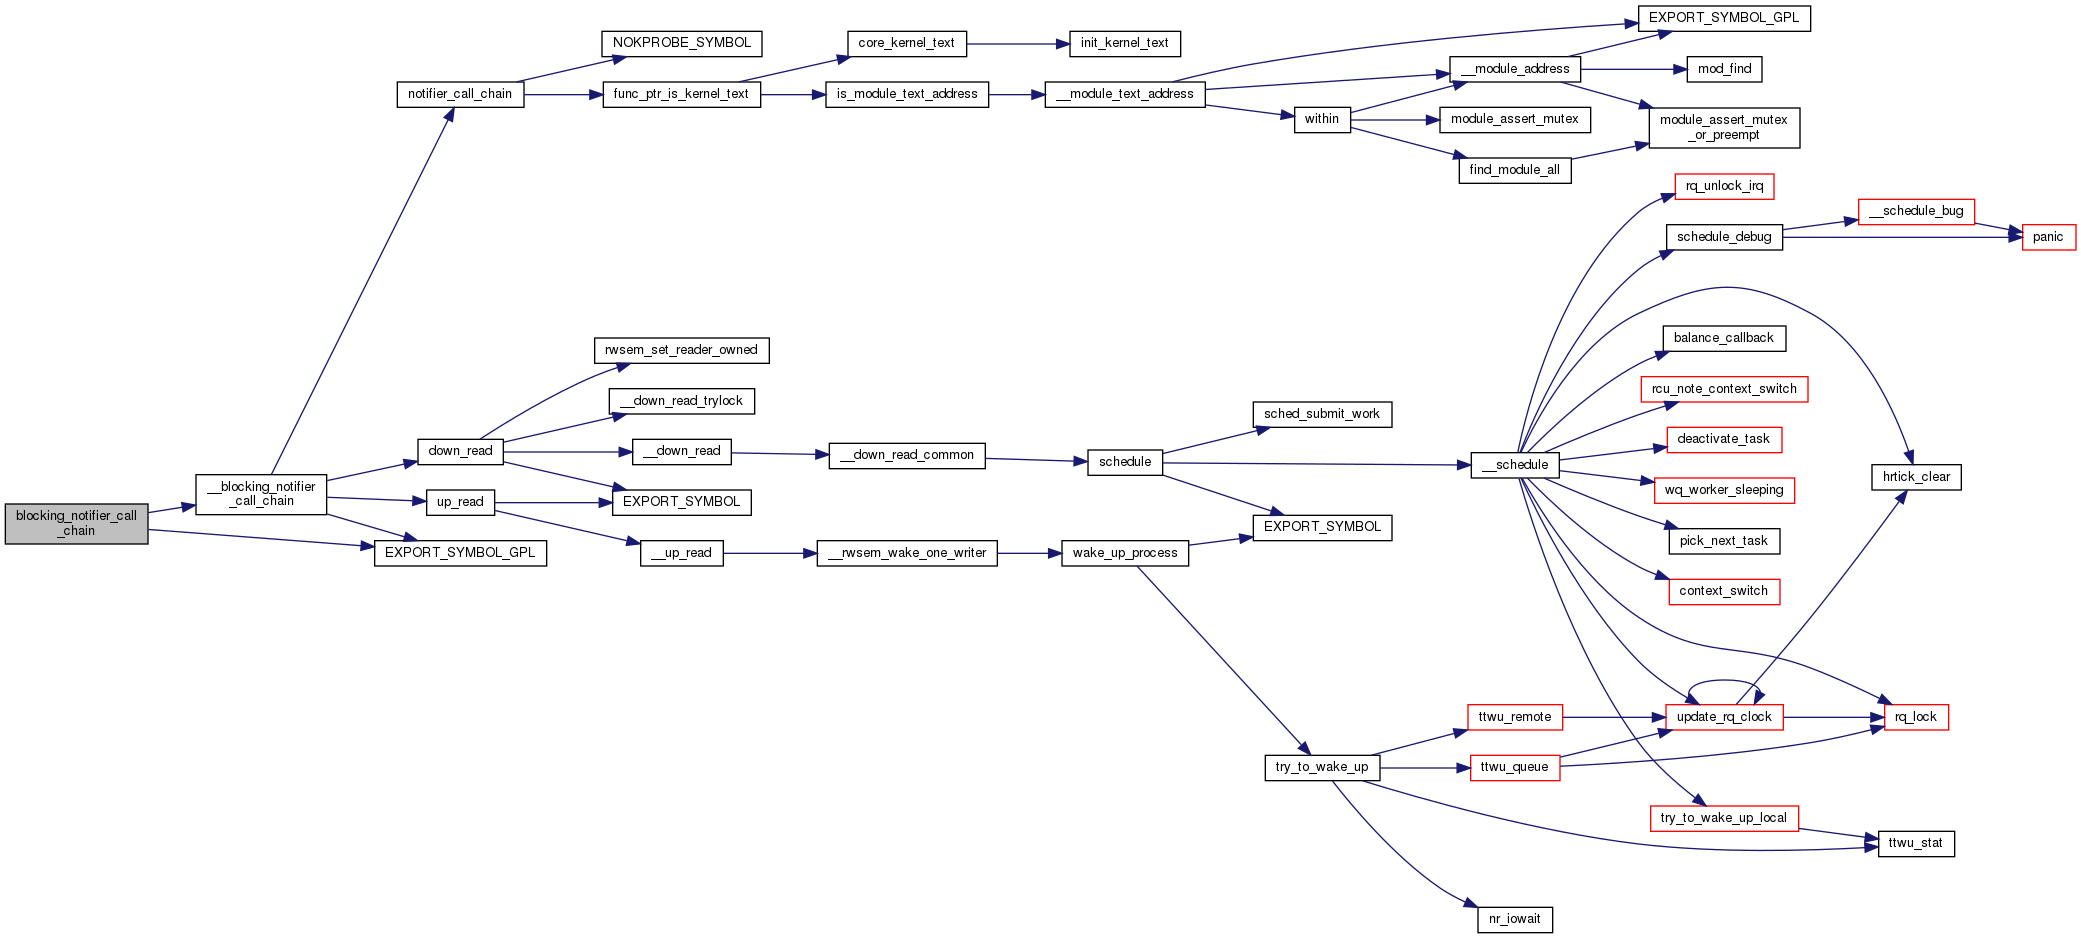 EXPORT_SYMBOL_GPL
NOKPROBE_SYMBOL
core_kernel_text
init_kernel_text
__module_address
mod_find
notifier_call_chain
func_ptr_is_kernel_text
is_module_text_address
__module_text_address
within
module_assert_mutex
module_assert_mutex
_or_preempt
find_module_all
rq_unlock_irq
__schedule_bug
schedule_debug
panic
balance_callback
rwsem_set_reader_owned
rcu_note_context_switch
__down_read_trylock
sched_submit_work
deactivate_task
down_read
__down_read
__down_read_common
schedule
__schedule
hrtick_clear
wq_worker_sleeping
__blocking_notifier
_call_chain
up_read
EXPORT_SYMBOL
blocking_notifier_call
_chain
EXPORT_SYMBOL
pick_next_task
EXPORT_SYMBOL_GPL
__up_read
__rwsem_wake_one_writer
wake_up_process
context_switch
ttwu_remote
update_rq_clock
rq_lock
try_to_wake_up
ttwu_queue
try_to_wake_up_local
ttwu_stat
nr_iowait